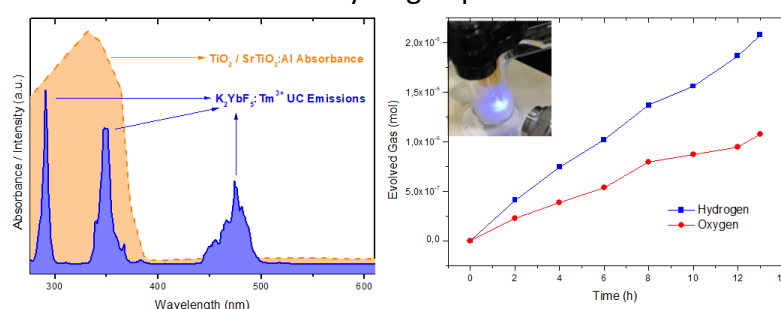 TiO₂ / SrTiO₃:Al Absorbance
K₂YbF₅:Tm³⁺ UC Emissions
Absorbance / Intensity (a.u.)
300
400
500
600
Wavelength (nm)
Evolved Gas (mol)
2,0x10⁻⁶
1,5x10⁻⁶
1,0x10⁻⁶
5,0x10⁻⁷
0,0
Hydrogen
Oxygen
0
2
4
6
8
10
12
14
Time (h)